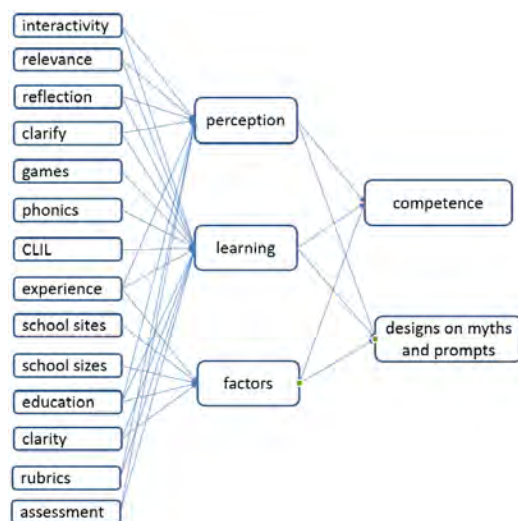 interactivity
relevance
reflection
clarify
games
phonics
CLIL
experience
school sites
school sizes
education
clarity
rubrics
assessment
perception
learning
factors
competence
designs on myths
and prompts